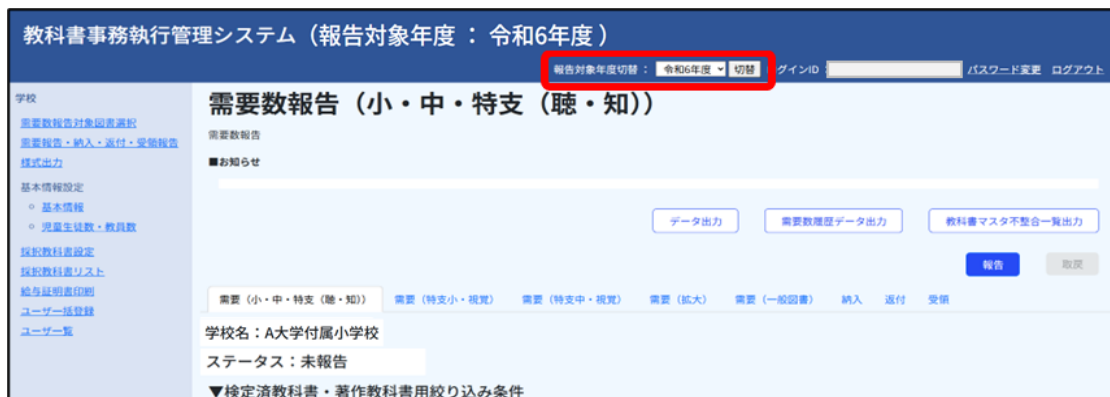 教科書事務執行管理システム（報告対象年度 ： 令和6年度 ）
報告対象年度切替 ： 令和6年度 切替 ログインID パスワード変更 ログアウト
学校
需要数報告対象図書選択
需要報告・納入・返付・受領報告
様式出力
基本情報設定
基本情報
児童生徒数・教員数
採択教科書設定
採択教科書リスト
給与証明書印刷
ユーザー一括登録
ユーザ一覧
需要数報告（小・中・特支（聴・知））
需要数報告
■お知らせ
データ出力 需要数履歴データ出力 教科書マスタ不整合一覧出力
報告 取戻
需要（小・中・特支（聴・知）） 需要（特支小・視覚） 需要（特支中・視覚） 需要（拡大） 需要（一般図書） 納入 返付 受領
学校名：A大学付属小学校
ステータス：未報告
▼検定済教科書・著作教科書用絞り込み条件